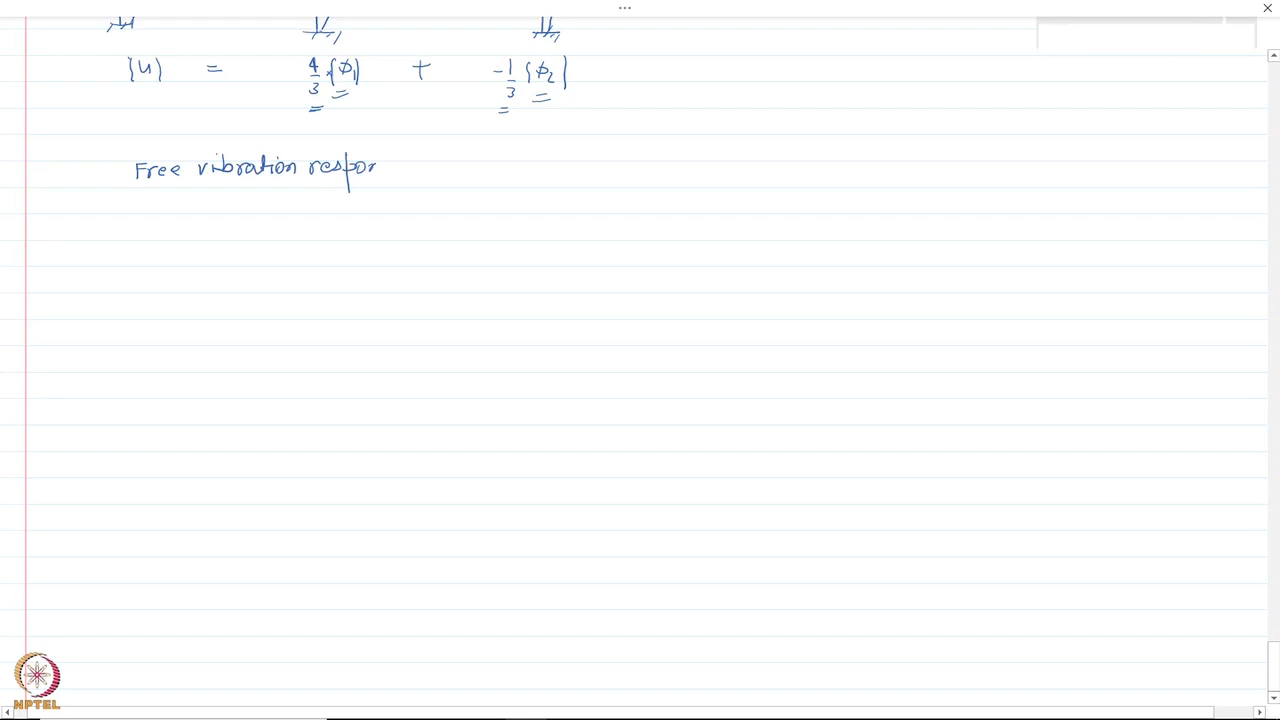 {u} = 4/3 {φ1} + -1/3 {φ2}
Free vibration respon
NPTEL